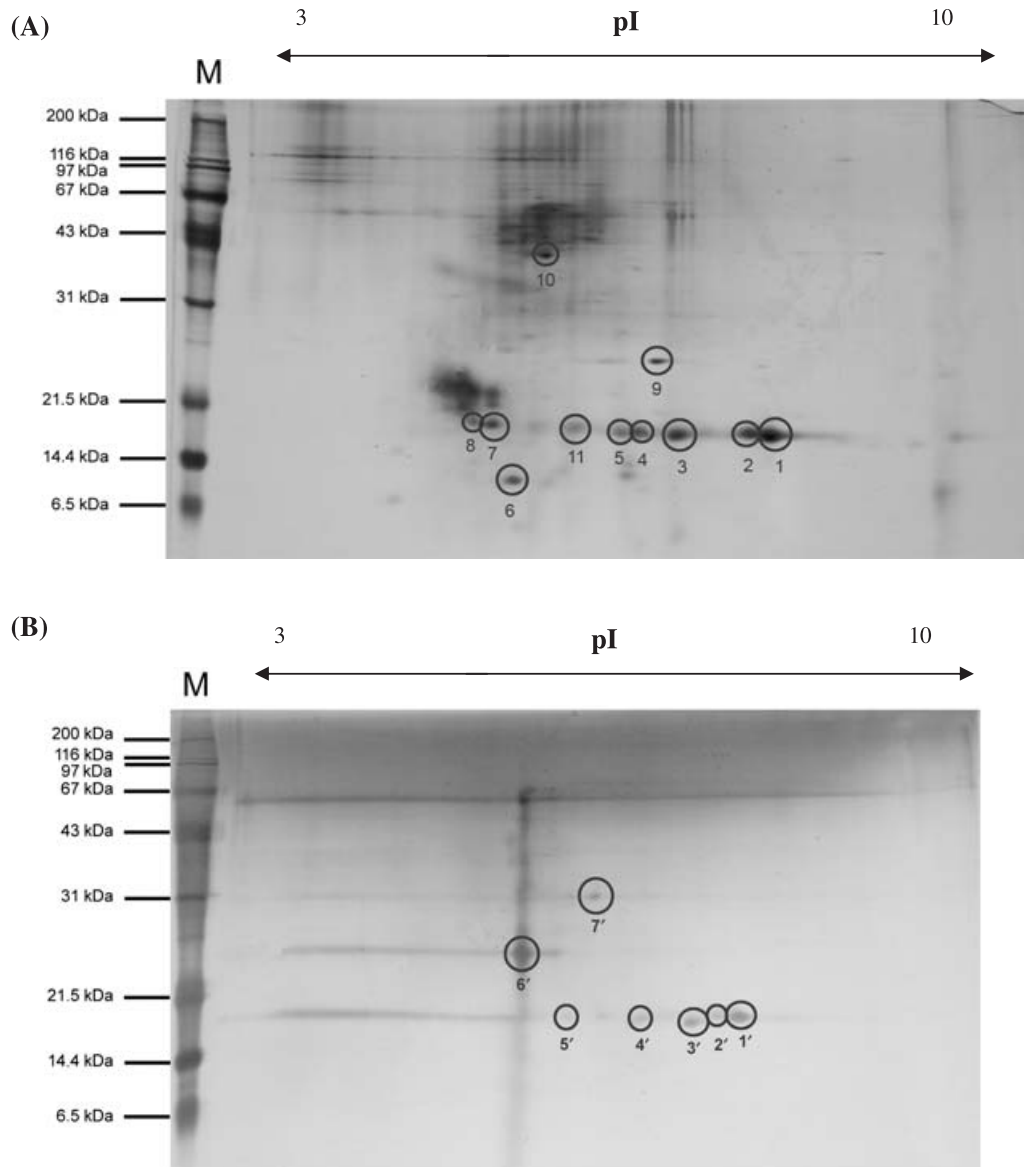 (A)
3 pI 10
M
200 kDa
116 kDa
97 kDa
67 kDa
43 kDa
10
31 kDa
9
21.5 kDa
8 7 11 5 4 3 2 1
14.4 kDa
6
6.5 kDa
(B)
3 pI 10
M
200 kDa
116 kDa
97 kDa
67 kDa
43 kDa
31 kDa
7′
6′
21.5 kDa
5′ 4′ 3′ 2′ 1′
14.4 kDa
6.5 kDa